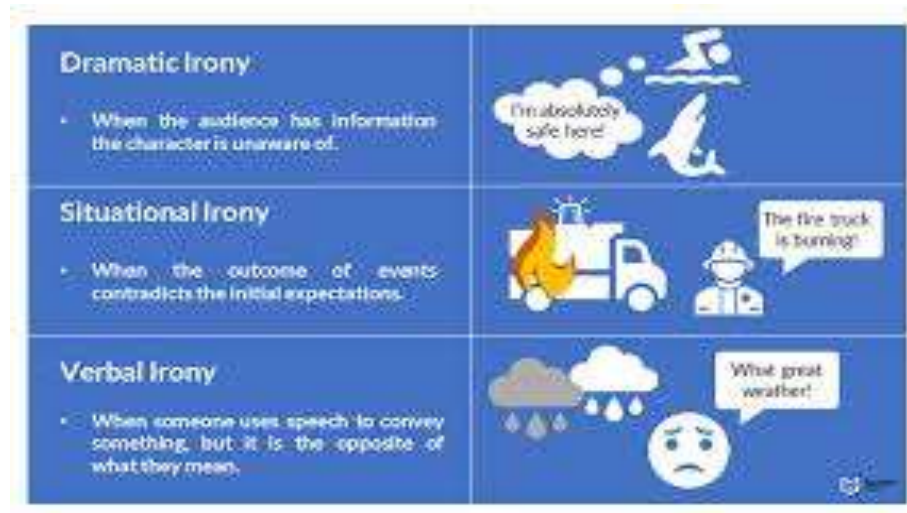 Dramatic Irony
• When the audience has information
the character is unaware of.
I'm absolutely
safe here!
Situational Irony
• When the outcome of events
contradicts the initial expectations.
The fire truck
is burning!
Verbal Irony
• When someone uses speech to convey
something, but it is the opposite of
what they mean.
What great
weather!